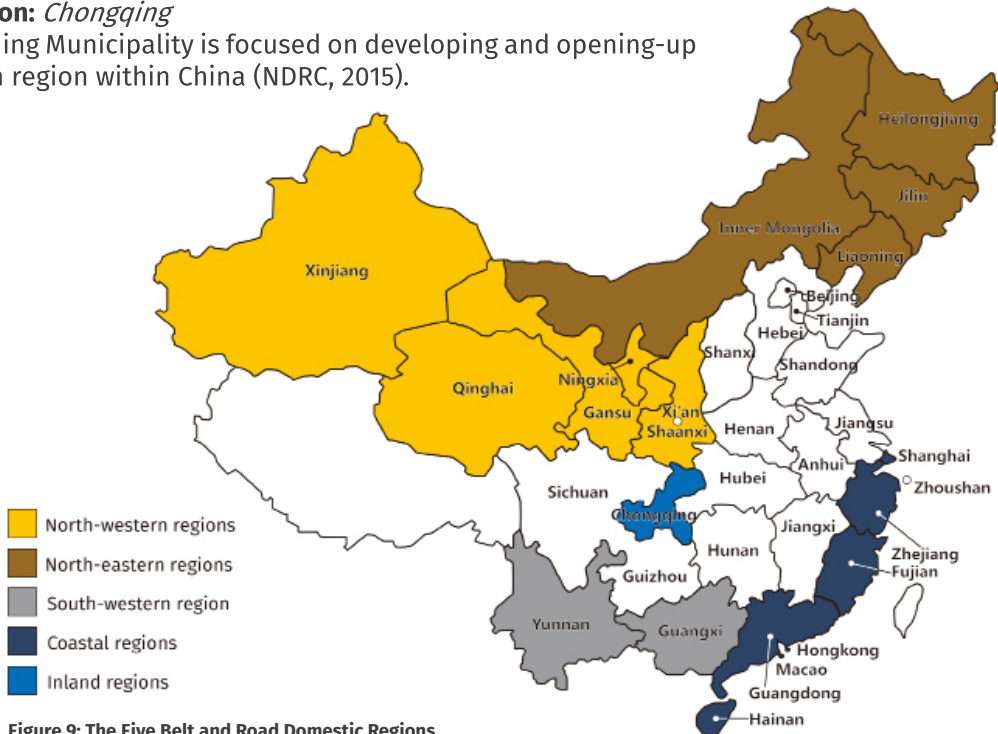 on: Chongqing
ing Municipality is focused on developing and opening-up
region within China (NDRC, 2015).
Heilongjiang
Jilin
Inner Mongolia
Liaoning
Xinjiang
Beijing
Tianjin
Hebei
Shanxi
Shandong
Qinghai
Ningxia
Gansu
Xi'an
Shaanxi
Henan
Jiangsu
Shanghai
Anhui
Hubei
Zhoushan
Sichuan
Chongqing
Jiangxi
Hunan
Zhejiang
Fujian
Guizhou
Yunnan
Guangxi
Hongkong
Macao
Guangdong
Hainan
North-western regions
North-eastern regions
South-western region
Coastal regions
Inland regions
Figure 9: The Five Belt and Road Domestic Regions